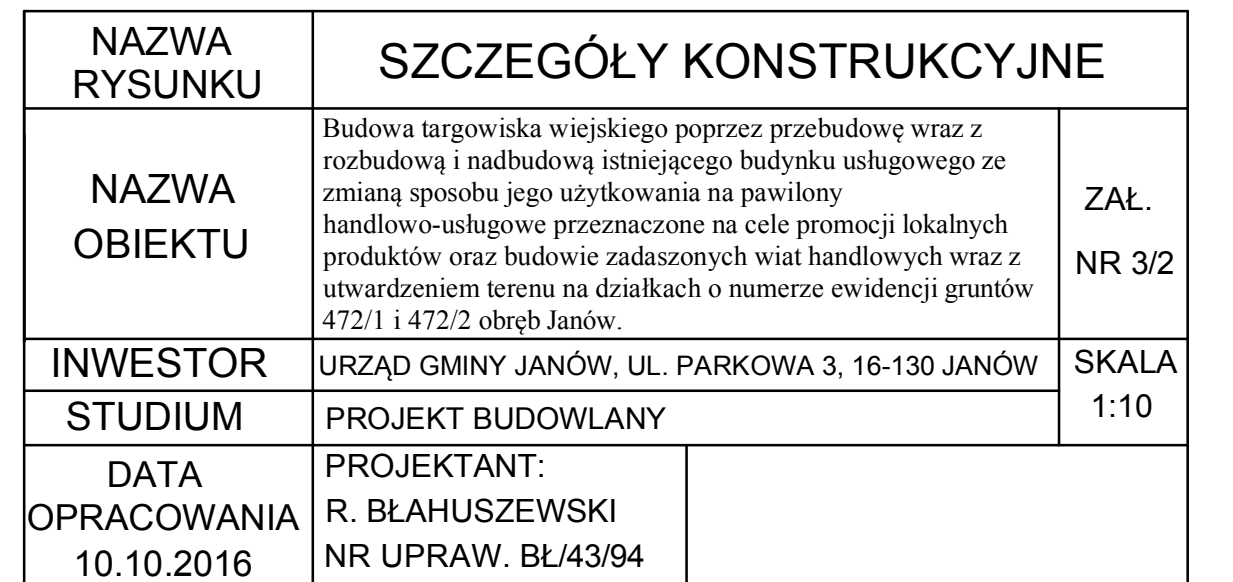 NAZWA
RYSUNKU
SZCZEGÓŁY KONSTRUKCYJNE
NAZWA
OBIEKTU
Budowa targowiska wiejskiego poprzez przebudowę wraz z
rozbudową i nadbudową istniejącego budynku usługowego ze
zmianą sposobu jego użytkowania na pawilony
handlowo-usługowe przeznaczone na cele promocji lokalnych
produktów oraz budowie zadaszonych wiat handlowych wraz z
utwardzeniem terenu na działkach o numerze ewidencji gruntów
472/1 i 472/2 obręb Janów.
ZAŁ.
NR 3/2
INWESTOR
URZĄD GMINY JANÓW, UL. PARKOWA 3, 16-130 JANÓW
SKALA
1:10
STUDIUM
PROJEKT BUDOWLANY
DATA
OPRACOWANIA
10.10.2016
PROJEKTANT:
R. BŁAHUSZEWSKI
NR UPRAW. BŁ/43/94